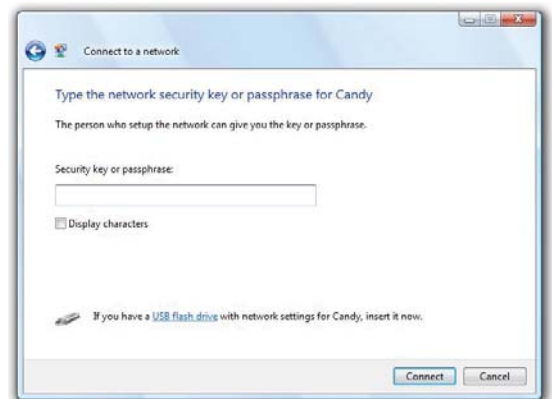 Connect to a network
Type the network security key or passphrase for Candy
The person who setup the network can give you the key or passphrase.
Security key or passphrase:
Display characters
If you have a USB flash drive with network settings for Candy, insert it now.
Connect Cancel